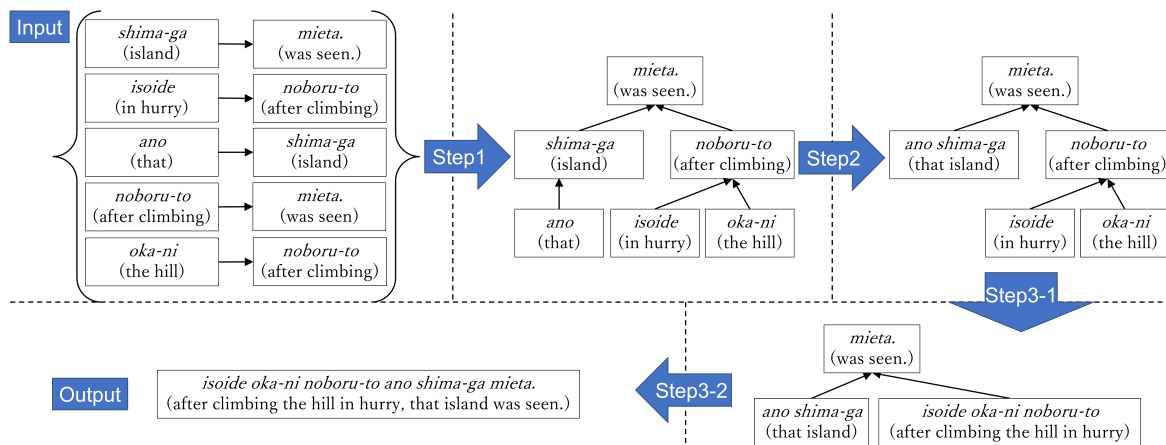 Input
shima-ga
(island)
mieta.
(was seen.)
isoide
(in hurry)
noboru-to
(after climbing)
ano
(that)
shima-ga
(island)
noboru-to
(after climbing)
mieta.
(was seen)
oka-ni
(the hill)
noboru-to
(after climbing)
Step1
mieta.
(was seen.)
shima-ga
(island)
noboru-to
(after climbing)
ano
(that)
isoide
(in hurry)
oka-ni
(the hill)
Step2
mieta.
(was seen.)
ano shima-ga
(that island)
noboru-to
(after climbing)
isoide
(in hurry)
oka-ni
(the hill)
Step3-1
mieta.
(was seen.)
ano shima-ga
(that island)
isoide oka-ni noboru-to
(after climbing the hill in hurry)
Step3-2
Output
isoide oka-ni noboru-to ano shima-ga mieta.
(after climbing the hill in hurry, that island was seen.)